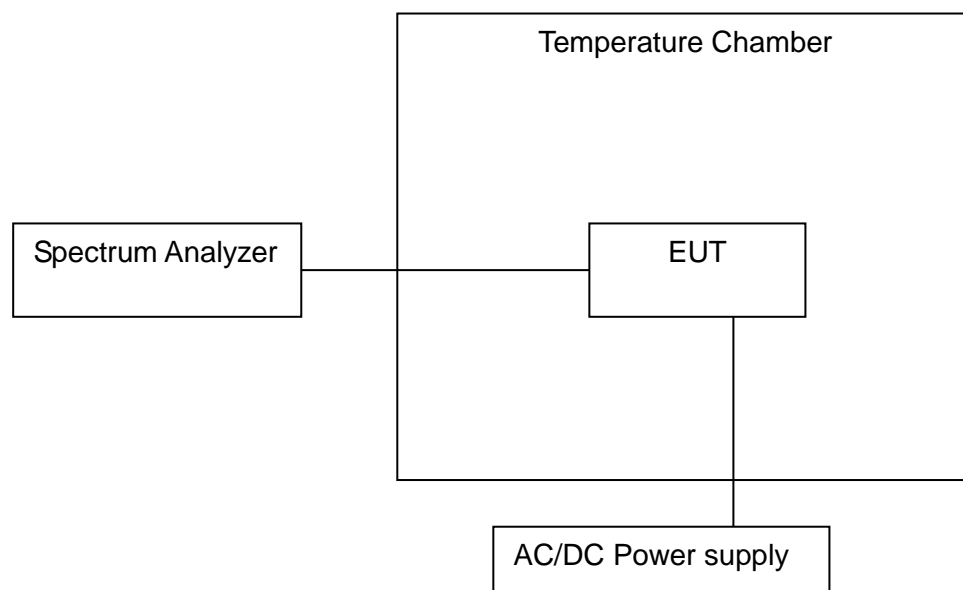 Temperature Chamber
Spectrum Analyzer
EUT
AC/DC Power supply